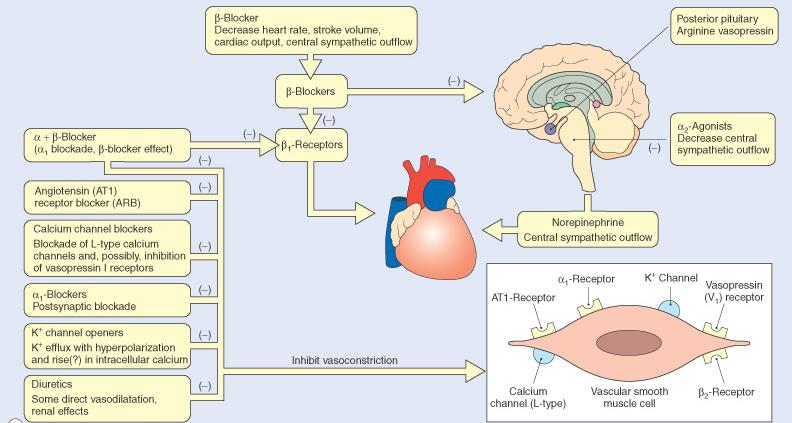 β-Blocker
Decrease heart rate, stroke volume,
cardiac output, central sympathetic outflow
Posterior pituitary
Arginine vasopressin
β-Blockers
(–)
(–)
α + β-Blocker
(α1 blockade, β-blocker effect)
(–)
β1-Receptors
α2-Agonists
Decrease central
sympathetic outflow
(–)
(–)
Angiotensin (AT1)
receptor blocker (ARB)
(–)
Calcium channel blockers
Blockade of L-type calcium
channels and, possibly, inhibition
of vasopressin I receptors
(–)
Norepinephrine
Central sympathetic outflow
α1-Blockers
Postsynaptic blockade
(–)
K+ channel openers
K+ efflux with hyperpolarization
and rise(?) in intracellular calcium
(–)
Diuretics
Some direct vasodilatation,
renal effects
(–)
Inhibit vasoconstriction
α1-Receptor
K+ Channel
AT1-Receptor
Vasopressin
(V1) receptor
Calcium
channel (L-type)
Vascular smooth
muscle cell
β2-Receptor